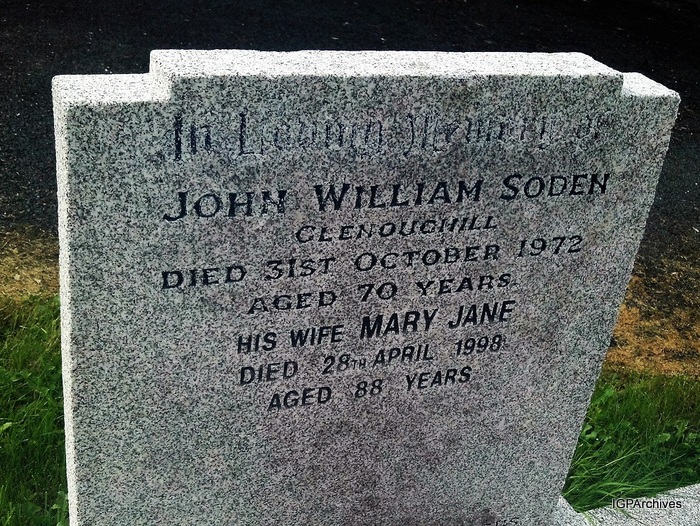 In Loving Memory of
JOHN WILLIAM SODEN
CLENOUGHILL
DIED 31ST OCTOBER 1972
AGED 70 YEARS.
HIS WIFE MARY JANE
DIED 28TH APRIL 1998
AGED 88 YEARS
IGPArchives